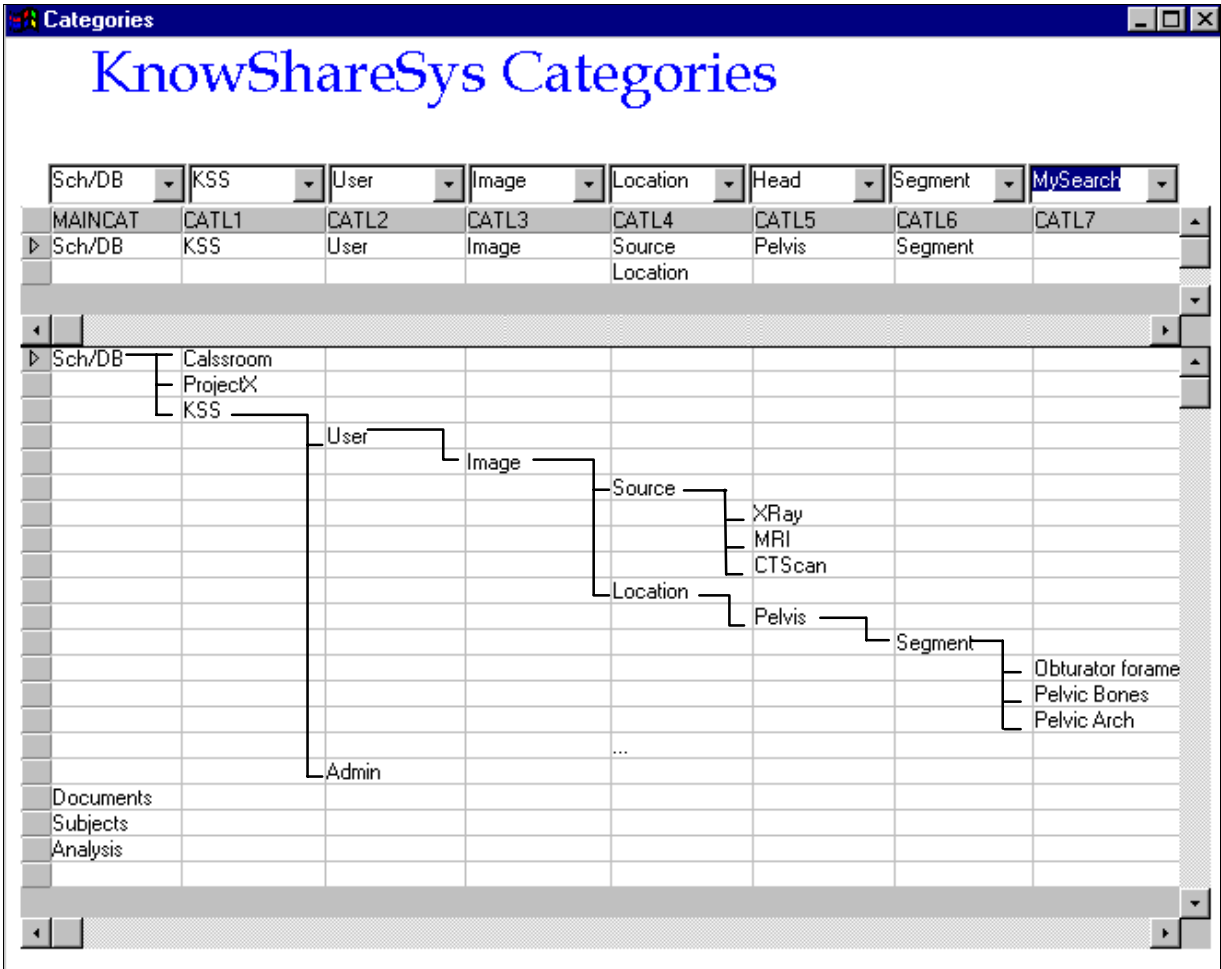 Categories
KnowShareSys Categories
Sch/DB KSS User Image Location Head Segment MySearch
MAINCAT CATL1 CATL2 CATL3 CATL4 CATL5 CATL6 CATL7
Sch/DB KSS User Image Source Pelvis Segment
Location
Sch/DB Calssroom
ProjectX
KSS
User
Image
Source
XRay
MRI
CTScan
Location
Pelvis
Segment
Obturator forame
Pelvic Bones
Pelvic Arch
...
Admin
Documents
Subjects
Analysis